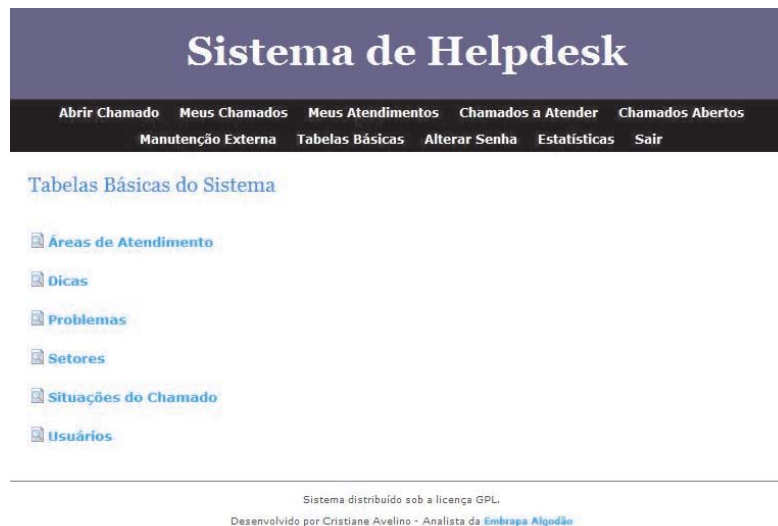 Sistema de Helpdesk
Abrir Chamado Meus Chamados Meus Atendimentos Chamados a Atender Chamados Abertos
Manutenção Externa Tabelas Básicas Alterar Senha Estatísticas Sair
Tabelas Básicas do Sistema
Áreas de Atendimento
Dicas
Problemas
Setores
Situações do Chamado
Usuários
Sistema distribuído sob a licença GPL.
Desenvolvido por Cristiane Avelino - Analista da Embrapa Algodão